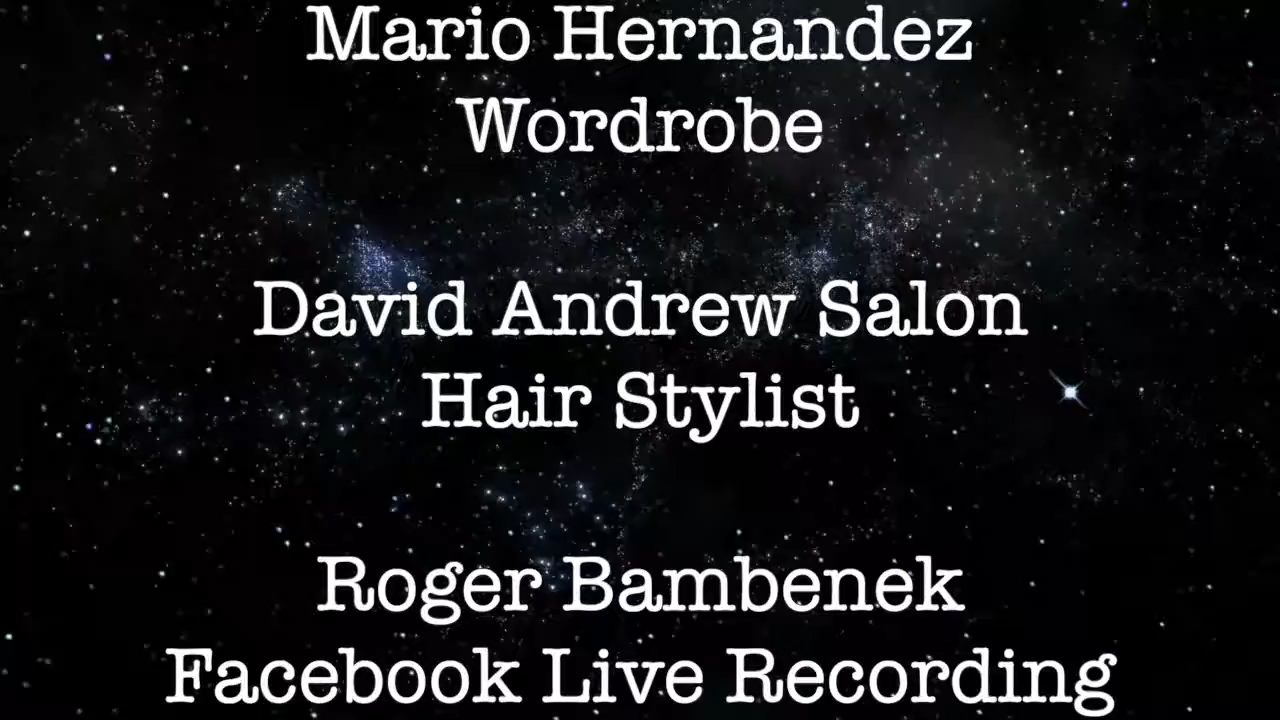 Mario Hernandez
Wordrobe
David Andrew Salon
Hair Stylist
Roger Bambenek
Facebook Live Recording